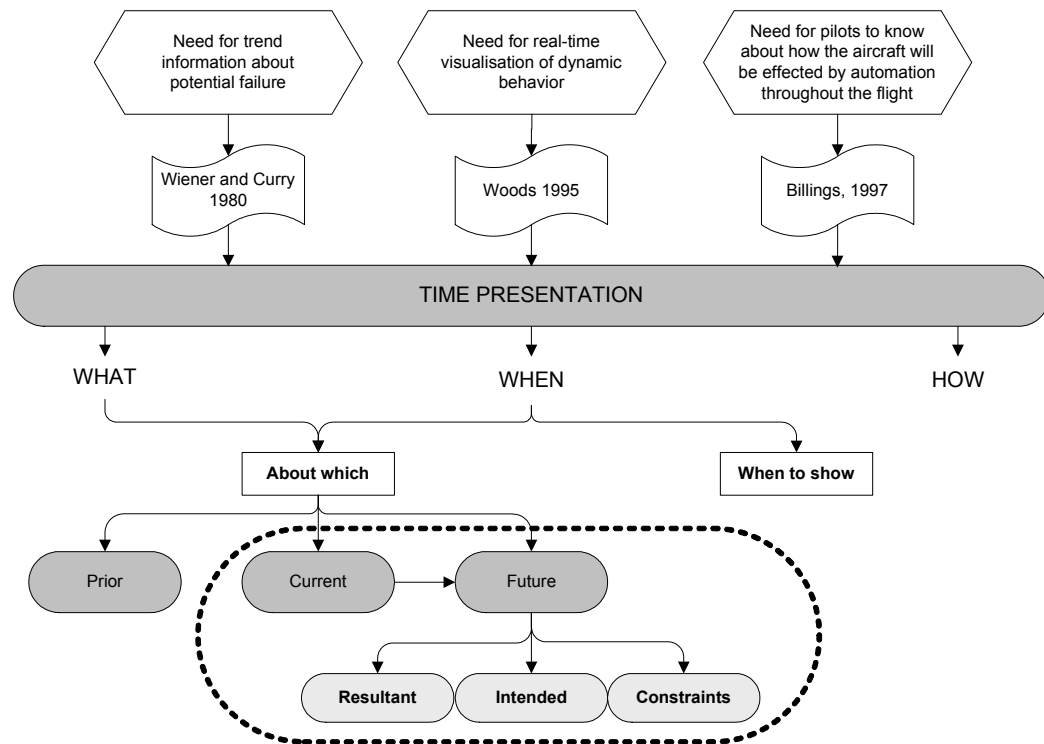 Need for trend
information about
potential failure
Need for real-time
visualisation of dynamic
behavior
Need for pilots to know
about how the aircraft will
be effected by automation
throughout the flight
Wiener and Curry
1980
Woods 1995
Billings, 1997
TIME PRESENTATION
WHAT
WHEN
HOW
About which
When to show
Prior
Current
Future
Resultant
Intended
Constraints